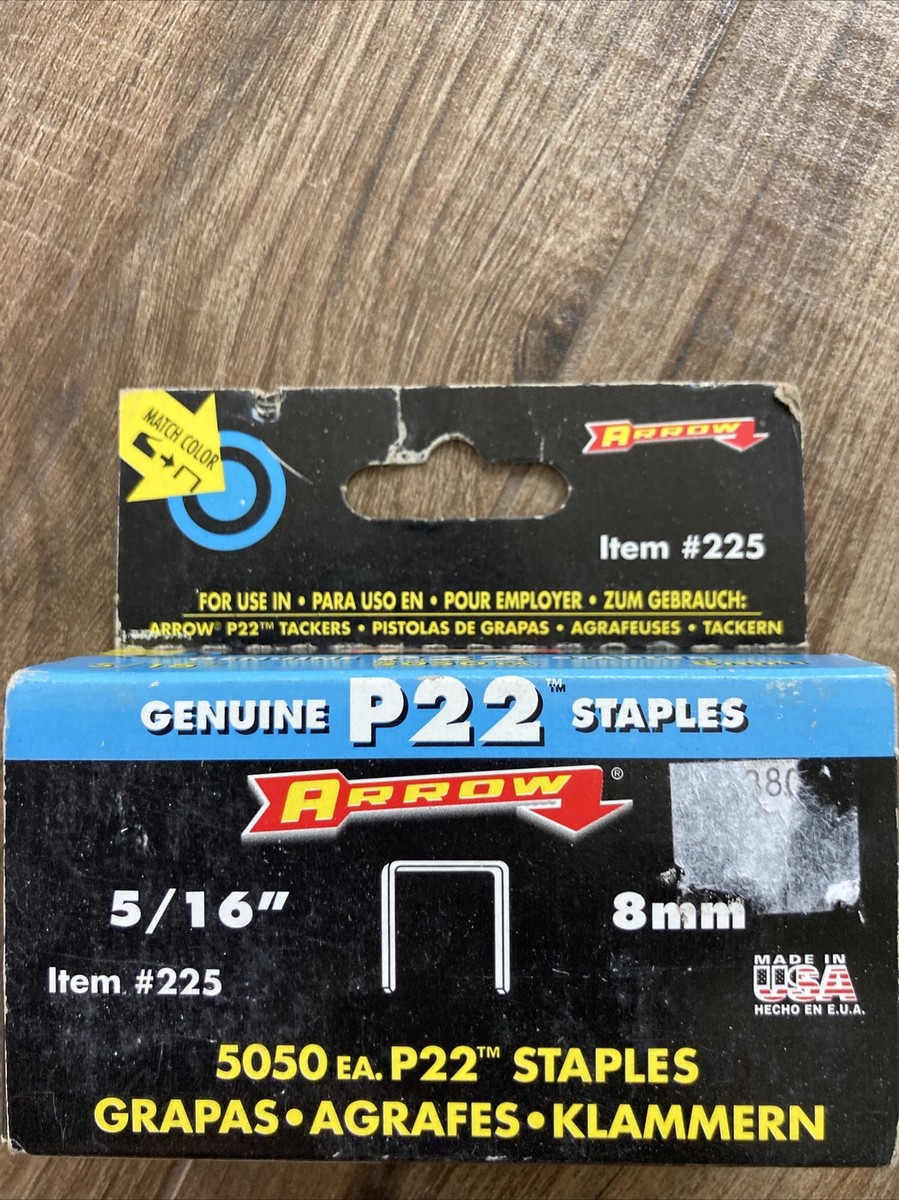 MATCH COLOR
ARROW
Item #225
FOR USE IN • PARA USO EN • POUR EMPLOYER • ZUM GEBRAUCH:
ARROW® P22™ TACKERS • PISTOLAS DE GRAPAS • AGRAFEUSES • TACKERN
GENUINE P22™ STAPLES
ARROW®
5/16" 8mm
Item #225
MADE IN
USA
HECHO EN E.U.A.
5050 EA. P22™ STAPLES
GRAPAS • AGRAFES • KLAMMERN